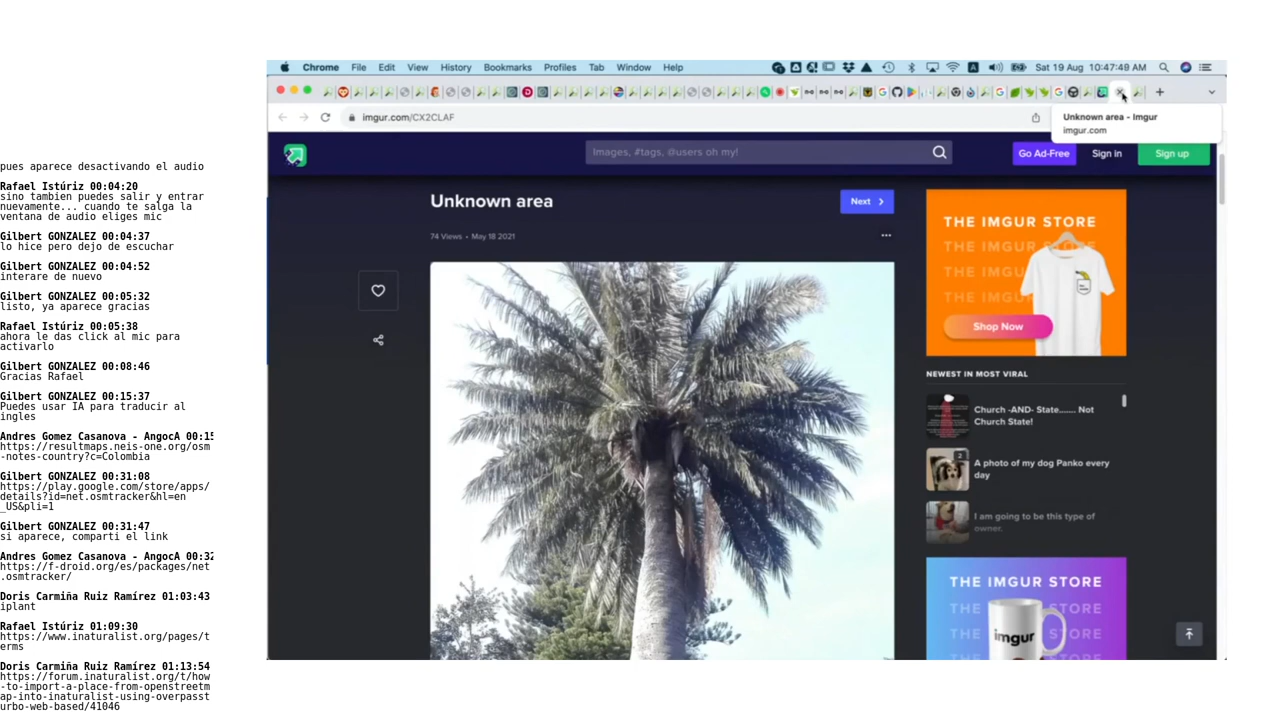 pues aparece desactivando el audio
Rafael Istúriz 00:04:20
sino tambien puedes salir y entrar
nuevamente... cuando te salga la
ventana de audio eliges mic
Gilbert GONZALEZ 00:04:37
lo hice pero dejo de escuchar
Gilbert GONZALEZ 00:04:52
interare de nuevo
Gilbert GONZALEZ 00:05:32
listo, ya aparece gracias
Rafael Istúriz 00:05:38
ahora le das click al mic para
activarlo
Gilbert GONZALEZ 00:08:46
Gracias Rafael
Gilbert GONZALEZ 00:15:37
Puedes usar IA para traducir al
ingles
Andres Gomez Casanova - AngocA 00:15
https://resultmaps.neis-one.org/osm
-notes-country?c=Colombia
Gilbert GONZALEZ 00:31:08
https://play.google.com/store/apps/
details?id=net.osmtracker&hl=en
_US&pli=1
Gilbert GONZALEZ 00:31:47
si aparece, comparti el link
Andres Gomez Casanova - AngocA 00:32
https://f-droid.org/es/packages/net
.osmtracker/
Doris Carmiña Ruiz Ramírez 01:03:43
iplant
Rafael Istúriz 01:09:30
https://www.inaturalist.org/pages/t
erms
Doris Carmiña Ruiz Ramírez 01:13:54
https://forum.inaturalist.org/t/how
-to-import-a-place-from-openstreetm
ap-into-inaturalist-using-overpasst
urbo-web-based/41046
Chrome File Edit View History Bookmarks Profiles Tab Window Help
Sat 19 Aug 10:47:49 AM
imgur.com/CX2CLAF
Unknown area - Imgur
imgur.com
Images, #tags, @users oh my!
Go Ad-Free Sign in Sign up
Unknown area
Next
74 Views • May 18 2021
THE IMGUR STORE
THE IMGUR STORE
THE IMGUR
THE IMGU
Shop Now
NEWEST IN MOST VIRAL
Church -AND- State....... Not
Church State!
2
A photo of my dog Panko every
day
I am going to be this type of
owner.
THE IMGUR STORE
THE STORE
THE STORE
THE STORE
imgur